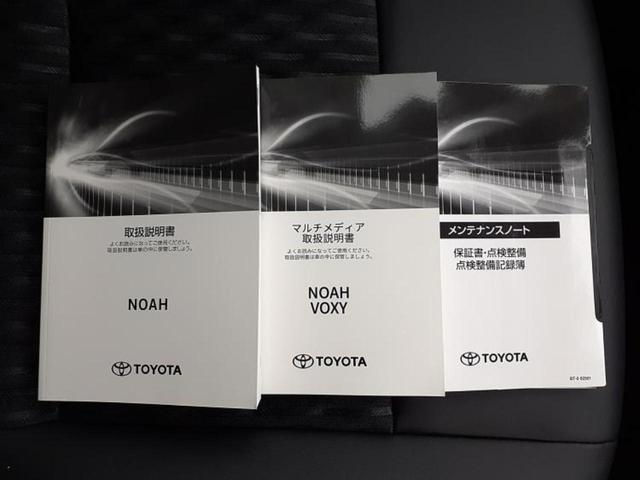 取扱説明書
よくお読みになってご使用ください。
取扱説明書は車の中に保管しましょう。
NOAH
TOYOTA
マルチメディア
取扱説明書
よくお読みになってご使用ください。
取扱説明書は車の中に保管しましょう。
NOAH
VOXY
TOYOTA
メンテナンスノート
保証書・点検整備
点検整備記録簿
TOYOTA